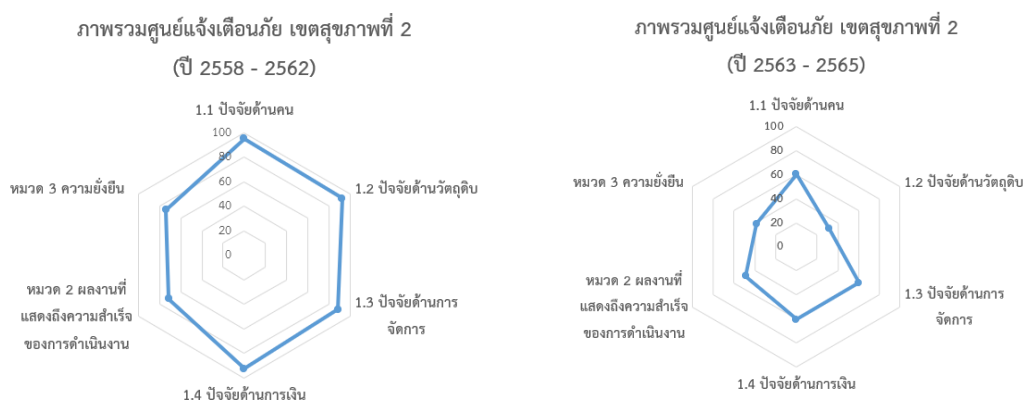 ภาพรวมศูนย์แจ้งเตือนภัย เขตสุขภาพที่ 2
(ปี 2558 - 2562)
1.1 ปัจจัยด้านคน
100
80
60
40
20
0
1.2 ปัจจัยด้านวัตถุดิบ
1.3 ปัจจัยด้านการ
จัดการ
1.4 ปัจจัยด้านการเงิน
หมวด 2 ผลงานที่
แสดงถึงความสำเร็จ
ของการดำเนินงาน
หมวด 3 ความยั่งยืน
ภาพรวมศูนย์แจ้งเตือนภัย เขตสุขภาพที่ 2
(ปี 2563 - 2565)
1.1 ปัจจัยด้านคน
100
80
60
40
20
0
1.2 ปัจจัยด้านวัตถุดิบ
1.3 ปัจจัยด้านการ
จัดการ
1.4 ปัจจัยด้านการเงิน
หมวด 2 ผลงานที่
แสดงถึงความสำเร็จ
ของการดำเนินงาน
หมวด 3 ความยั่งยืน